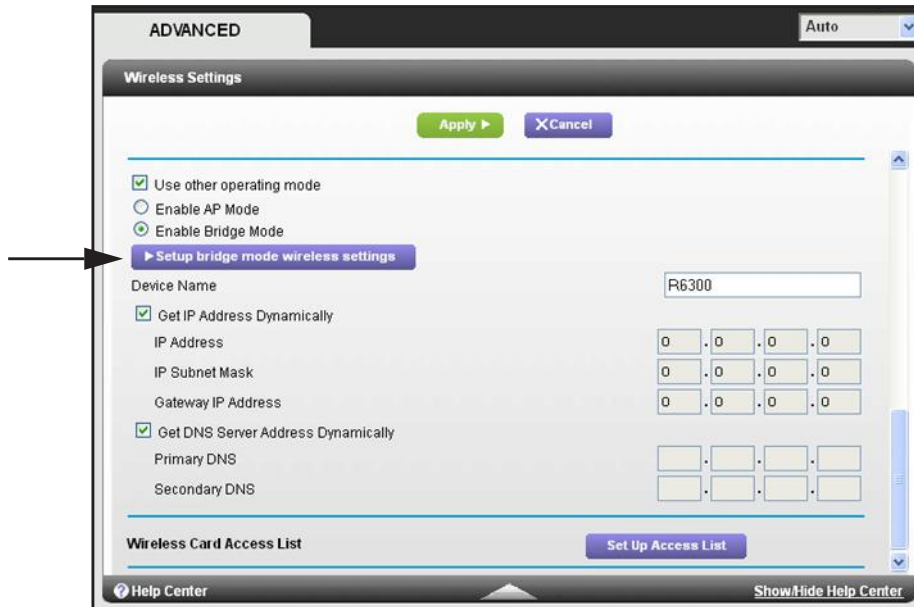 ADVANCED Auto
Wireless Settings
Apply Cancel
Use other operating mode
Enable AP Mode
Enable Bridge Mode
Setup bridge mode wireless settings
Device Name R6300
Get IP Address Dynamically
IP Address 0 . 0 . 0 . 0
IP Subnet Mask 0 . 0 . 0 . 0
Gateway IP Address 0 . 0 . 0 . 0
Get DNS Server Address Dynamically
Primary DNS . . .
Secondary DNS . . .
Wireless Card Access List Set Up Access List
? Help Center Show/Hide Help Center